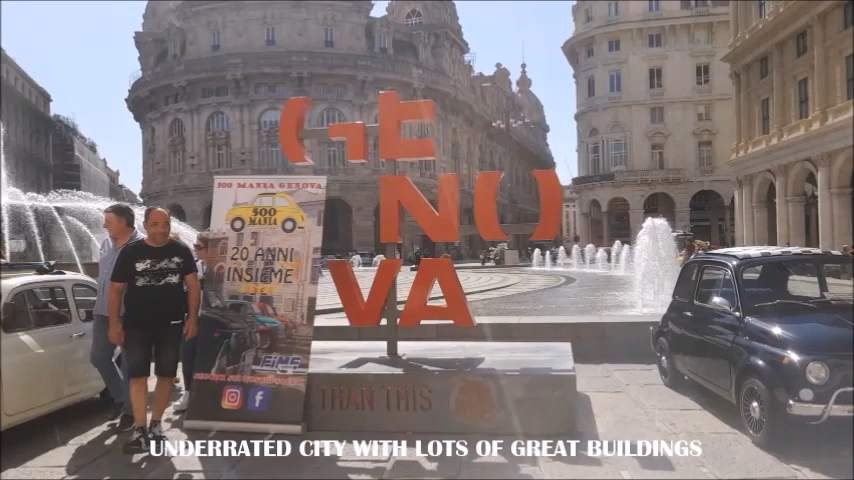 GE
NO
VA
500 MANIA GENOVA
500
MANIA
20 ANNI
INSIEME
THAN THIS
UNDERRATED CITY WITH LOTS OF GREAT BUILDINGS